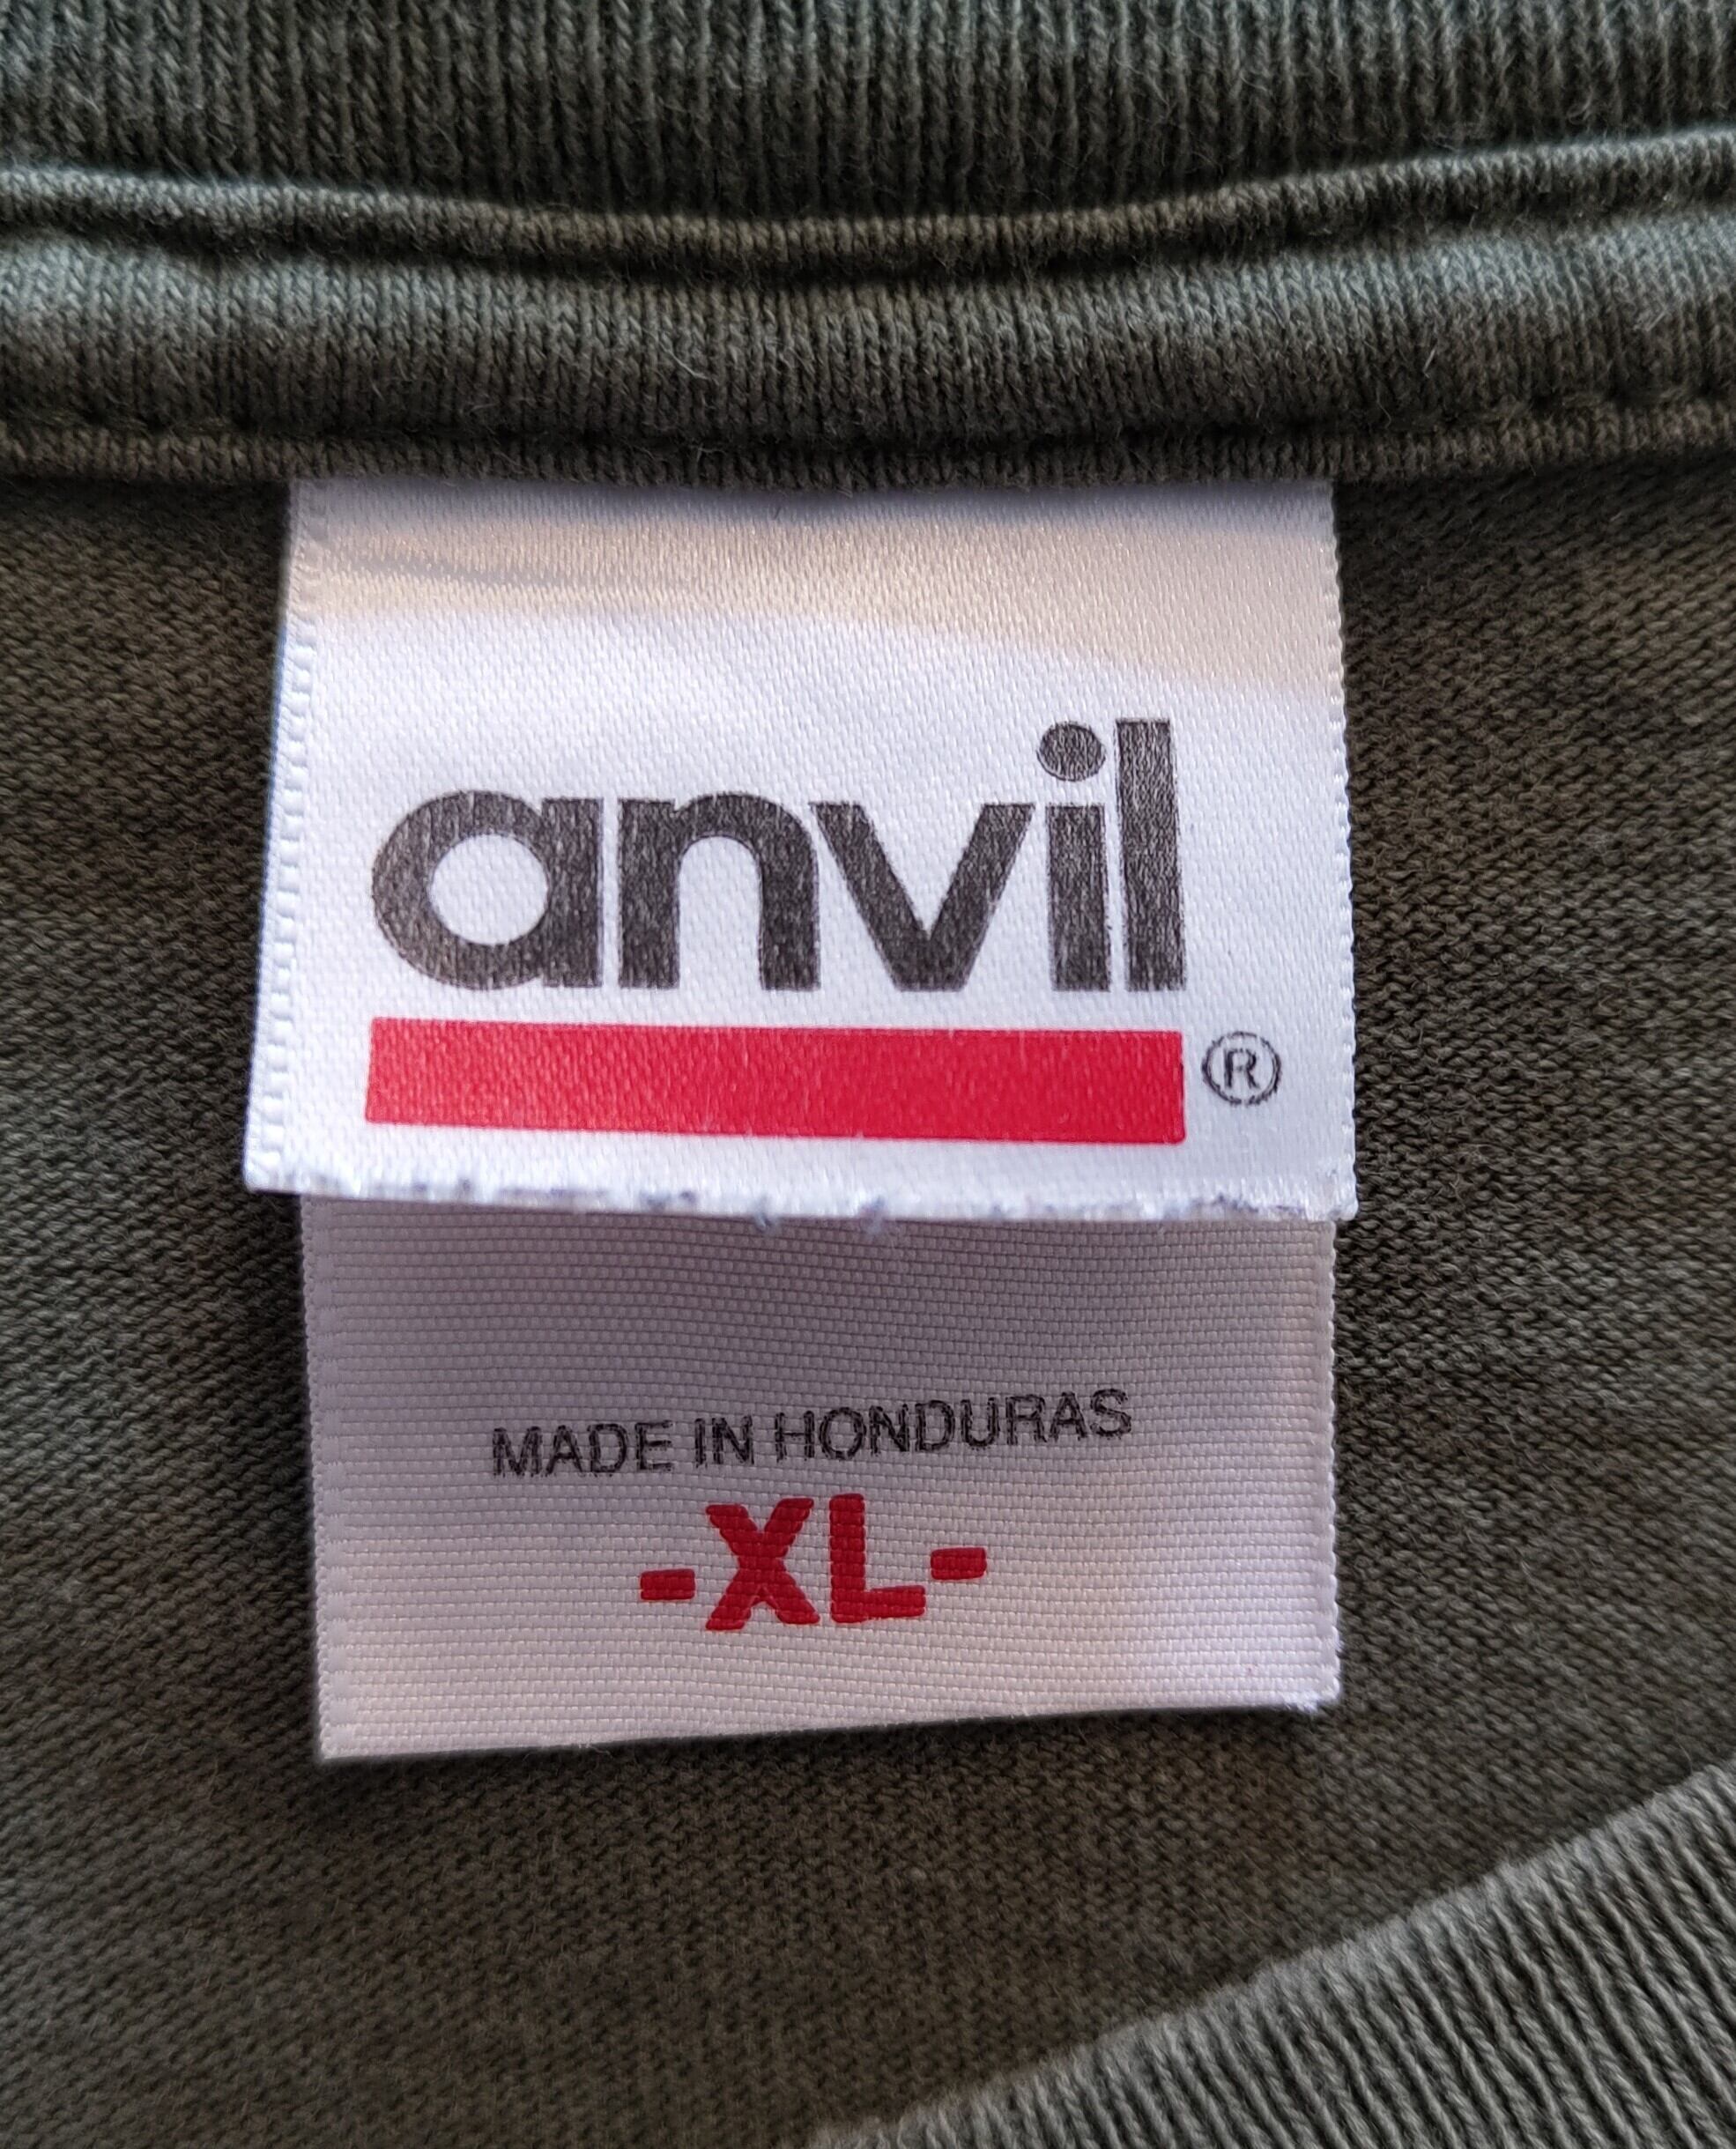 anvil
®
MADE IN HONDURAS
-XL-